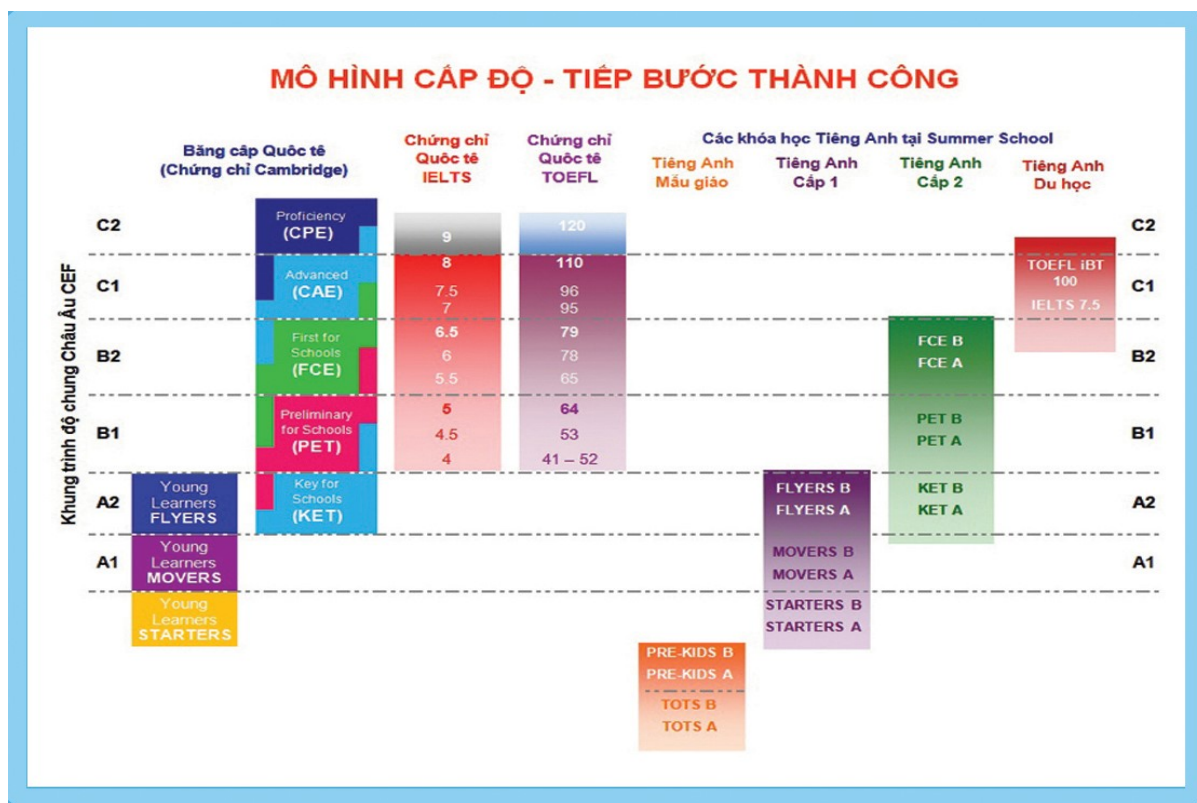 MÔ HÌNH CẤP ĐỘ - TIẾP BƯỚC THÀNH CÔNG
Băng cấp Quôc tê
(Chứng chỉ Cambridge)
Chứng chỉ
Quốc tế
IELTS
Chứng chỉ
Quốc tế
TOEFL
Các khóa học Tiếng Anh tại Summer School
Tiếng Anh
Mẫu giáo
Tiếng Anh
Cấp 1
Tiếng Anh
Cấp 2
Tiếng Anh
Du học
Khung trình độ chung Châu Âu CEF
C2
C1
B2
B1
A2
A1
Proficiency
(CPE)
Advanced
(CAE)
First for
Schools
(FCE)
Preliminary
for Schools
(PET)
Key for
Schools
(KET)
Young
Learners
FLYERS
Young
Learners
MOVERS
Young
Learners
STARTERS
9
8
7.5
7
6.5
6
5.5
5
4.5
4
120
110
96
95
79
78
65
64
53
41 – 52
PRE-KIDS B
PRE-KIDS A
TOTS B
TOTS A
FLYERS B
FLYERS A
MOVERS B
MOVERS A
STARTERS B
STARTERS A
FCE B
FCE A
PET B
PET A
KET B
KET A
TOEFL iBT
100
IELTS 7.5
C2
C1
B2
B1
A2
A1